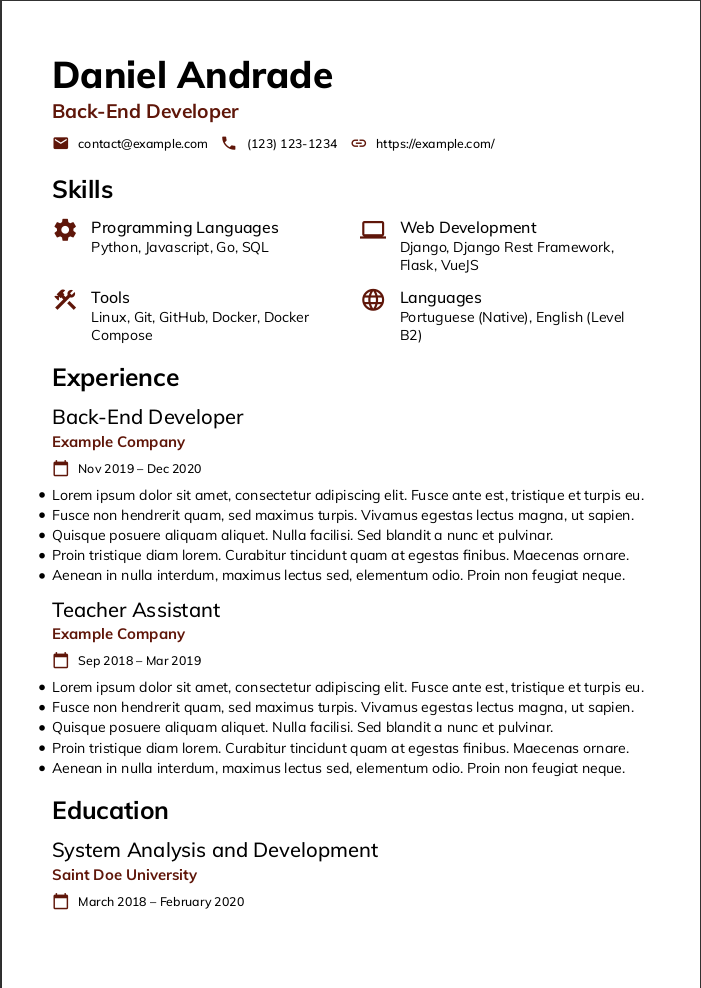 Daniel Andrade
Back-End Developer
contact@example.com (123) 123-1234 https://example.com/
Skills
Programming Languages
Python, Javascript, Go, SQL
Web Development
Django, Django Rest Framework,
Flask, VueJS
Tools
Linux, Git, GitHub, Docker, Docker
Compose
Languages
Portuguese (Native), English (Level
B2)
Experience
Back-End Developer
Example Company
Nov 2019 – Dec 2020
• Lorem ipsum dolor sit amet, consectetur adipiscing elit. Fusce ante est, tristique et turpis eu.
• Fusce non hendrerit quam, sed maximus turpis. Vivamus egestas lectus magna, ut sapien.
• Quisque posuere aliquam aliquet. Nulla facilisi. Sed blandit a nunc et pulvinar.
• Proin tristique diam lorem. Curabitur tincidunt quam at egestas finibus. Maecenas ornare.
• Aenean in nulla interdum, maximus lectus sed, elementum odio. Proin non feugiat neque.
Teacher Assistant
Example Company
Sep 2018 – Mar 2019
• Lorem ipsum dolor sit amet, consectetur adipiscing elit. Fusce ante est, tristique et turpis eu.
• Fusce non hendrerit quam, sed maximus turpis. Vivamus egestas lectus magna, ut sapien.
• Quisque posuere aliquam aliquet. Nulla facilisi. Sed blandit a nunc et pulvinar.
• Proin tristique diam lorem. Curabitur tincidunt quam at egestas finibus. Maecenas ornare.
• Aenean in nulla interdum, maximus lectus sed, elementum odio. Proin non feugiat neque.
Education
System Analysis and Development
Saint Doe University
March 2018 – February 2020